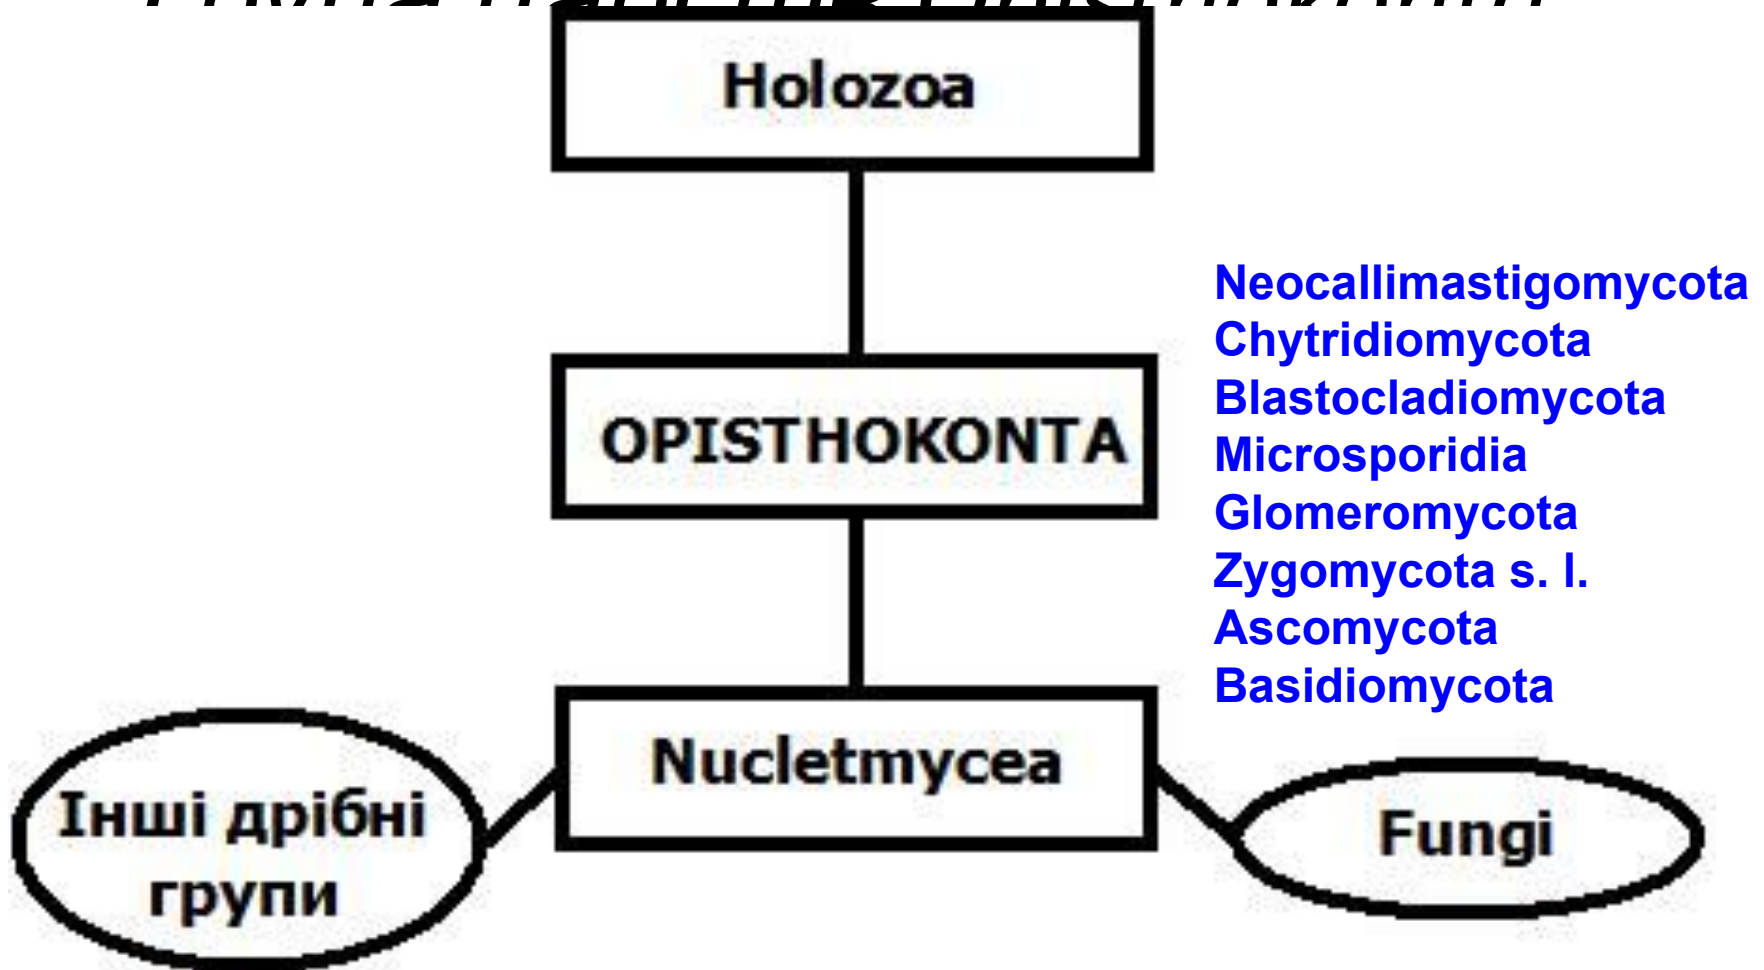 Holozoa
OPISTHOKONTA
Neocallimastigomycota
Chytridiomycota
Blastocladiomycota
Microsporidia
Glomeromycota
Zygomycota s. l.
Ascomycota
Basidiomycota
Nucletmycea
Інші дрібні
групи
Fungi